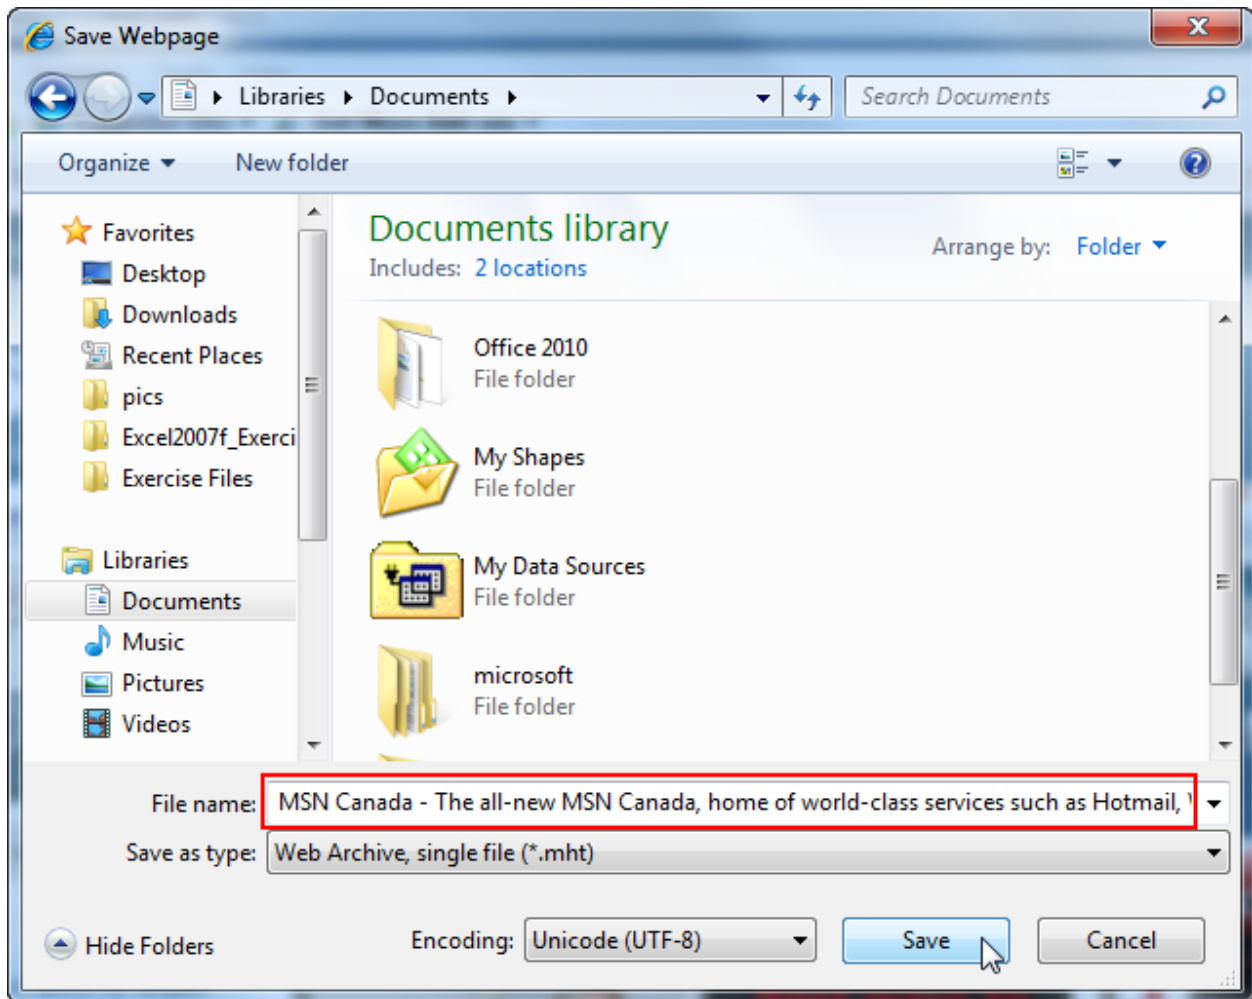 Save Webpage
Libraries Documents
Search Documents
Organize New folder
Favorites
Desktop
Downloads
Recent Places
pics
Excel2007f_Exerci
Exercise Files
Libraries
Documents
Music
Pictures
Videos
Documents library
Includes: 2 locations
Arrange by: Folder
Office 2010
File folder
My Shapes
File folder
My Data Sources
File folder
microsoft
File folder
File name: MSN Canada - The all-new MSN Canada, home of world-class services such as Hotmail,
Save as type: Web Archive, single file (*.mht)
Hide Folders
Encoding: Unicode (UTF-8)
Save
Cancel